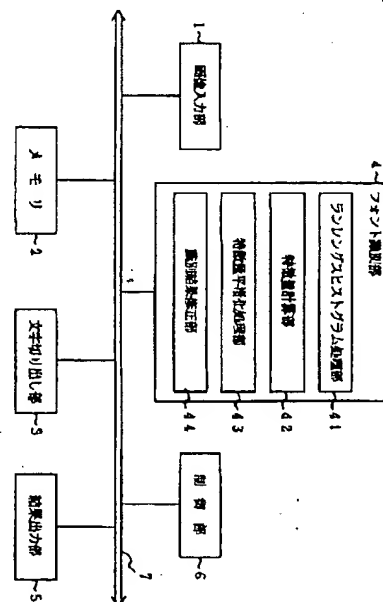 4
フォント識別部
ランレングスヒストグラム処理部
41
特徴量計算部
42
特徴量平滑化処理部
43
識別結果修正部
44
1
画像入力部
制御部
6
7
メモリ
2
文字切り出し部
3
結果出力部
5